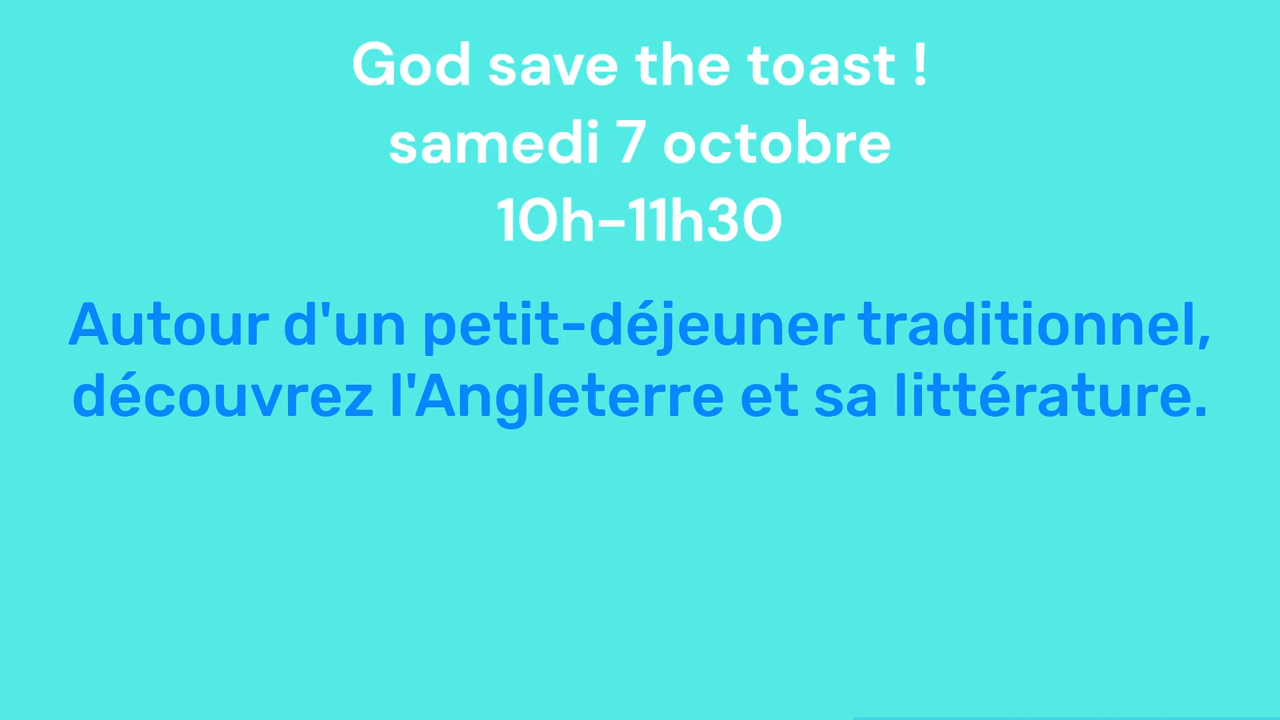 God save the toast !
samedi 7 octobre
10h-11h30
Autour d'un petit-déjeuner traditionnel,
découvrez l'Angleterre et sa littérature.